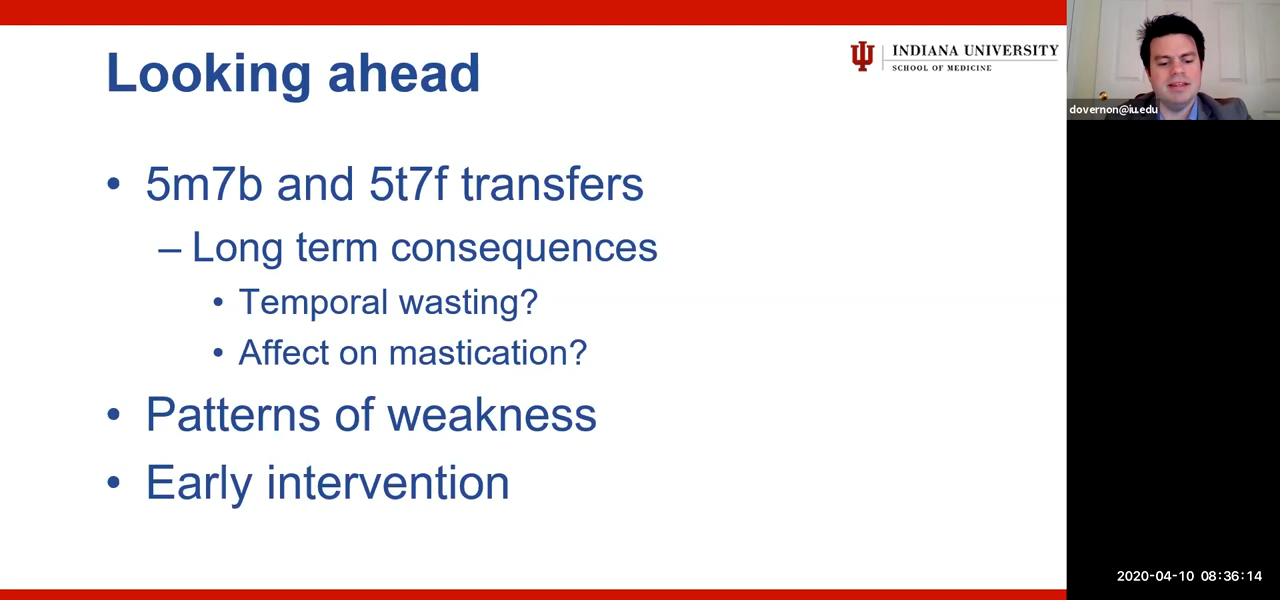 Looking ahead
INDIANA UNIVERSITY
SCHOOL OF MEDICINE
dovernon@iu.edu
• 5m7b and 5t7f transfers
– Long term consequences
• Temporal wasting?
• Affect on mastication?
• Patterns of weakness
• Early intervention
2020-04-10 08:36:14